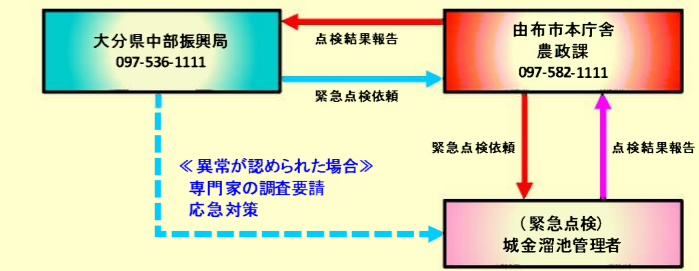 大分県中部振興局
097-536-1111
点検結果報告
緊急点検依頼
由布市本庁舎
農政課
097-582-1111
緊急点検依頼
点検結果報告
≪異常が認められた場合≫
専門家の調査要請
応急対策
(緊急点検)
城金溜池管理者